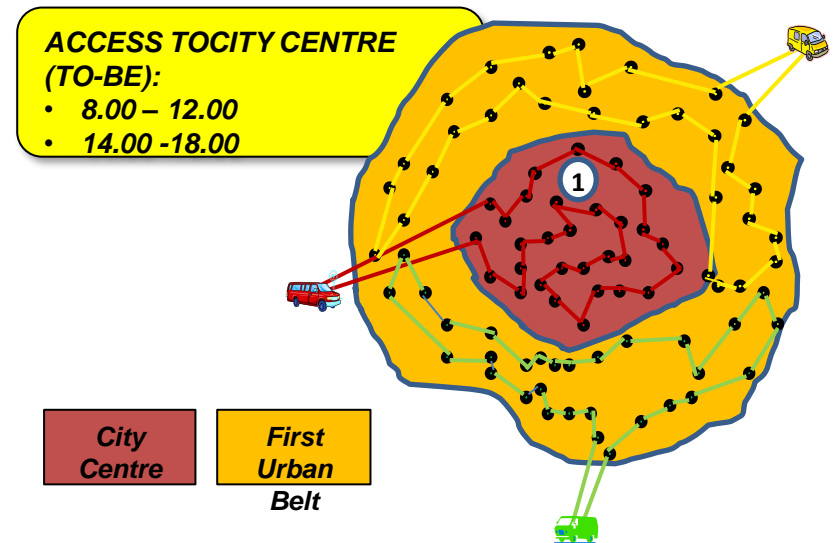 ACCESS TOCITY CENTRE
(TO-BE):
• 8.00 – 12.00
• 14.00 -18.00
1
City
Centre
First
Urban
Belt